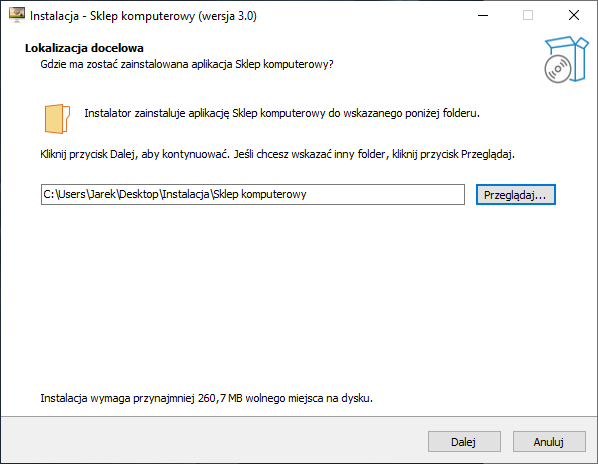 Instalacja - Sklep komputerowy (wersja 3.0)
Lokalizacja docelowa
Gdzie ma zostać zainstalowana aplikacja Sklep komputerowy?
Instalator zainstaluje aplikację Sklep komputerowy do wskazanego poniżej folderu.
Kliknij przycisk Dalej, aby kontynuować. Jeśli chcesz wskazać inny folder, kliknij przycisk Przeglądaj.
C:\Users\Jarek\Desktop\Instalacja\Sklep komputerowy
Przeglądaj...
Instalacja wymaga przynajmniej 260,7 MB wolnego miejsca na dysku.
Dalej
Anuluj